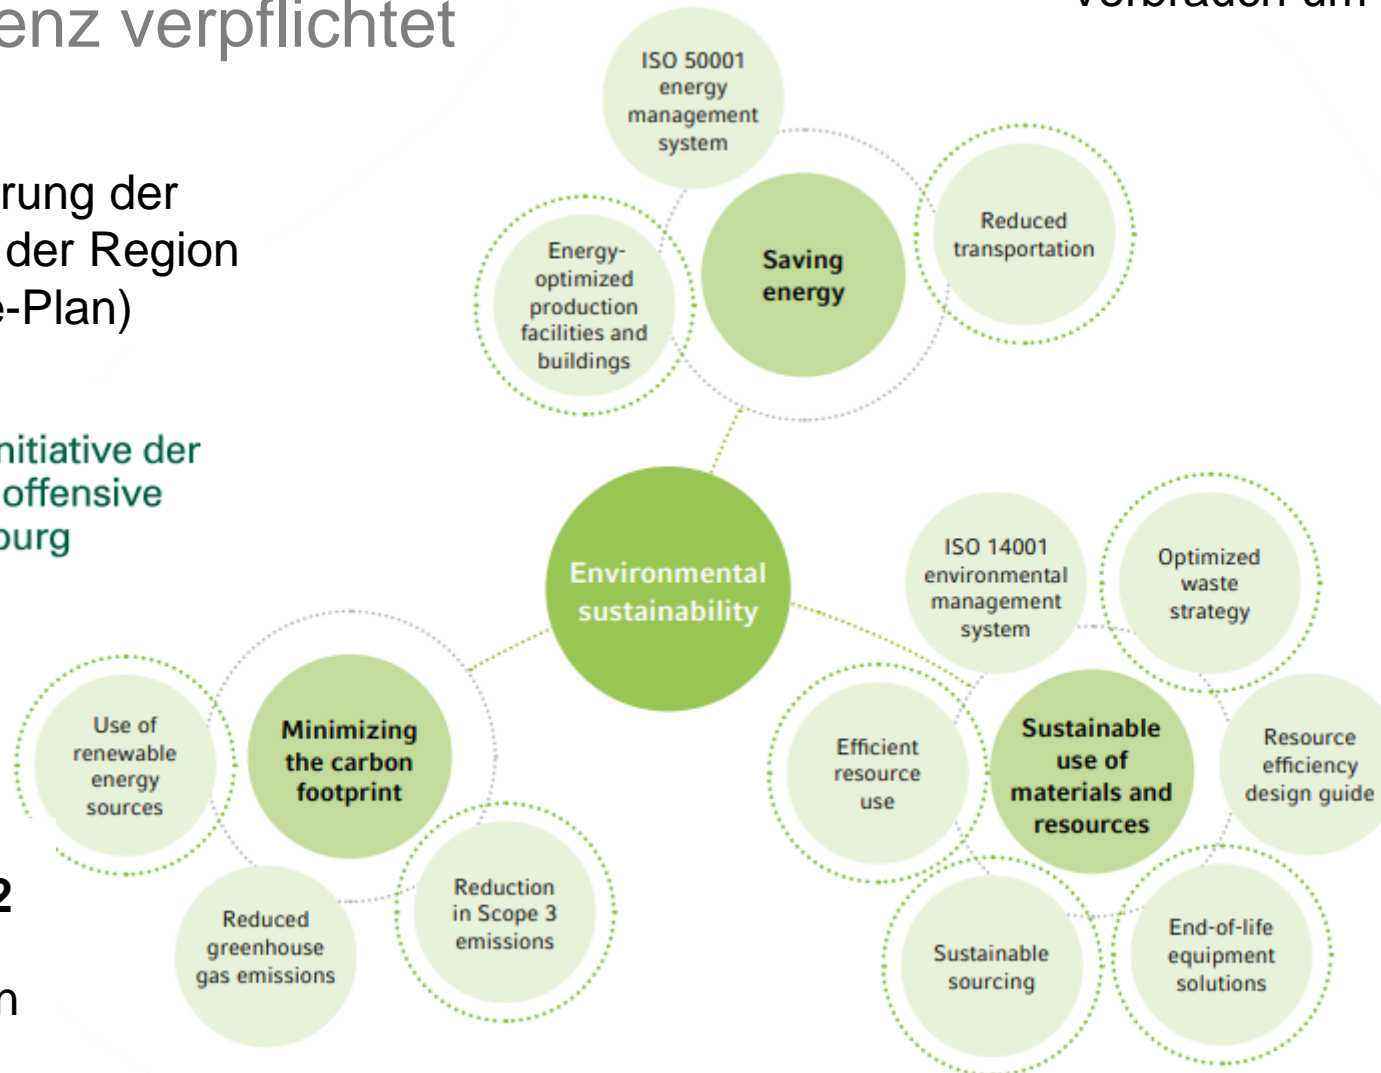 enz verpflichtet
rung der
der Region
e-Plan)
nitiative der
offensive
burg
2
n
ISO 50001
energy
management
system
Energy-
optimized
production
facilities and
buildings
Saving
energy
Reduced
transportation
Environmental
sustainability
Use of
renewable
energy
sources
Minimizing
the carbon
footprint
Reduced
greenhouse
gas emissions
Reduction
in Scope 3
emissions
ISO 14001
environmental
management
system
Optimized
waste
strategy
Efficient
resource
use
Sustainable
use of
materials and
resources
Resource
efficiency
design guide
Sustainable
sourcing
End-of-life
equipment
solutions